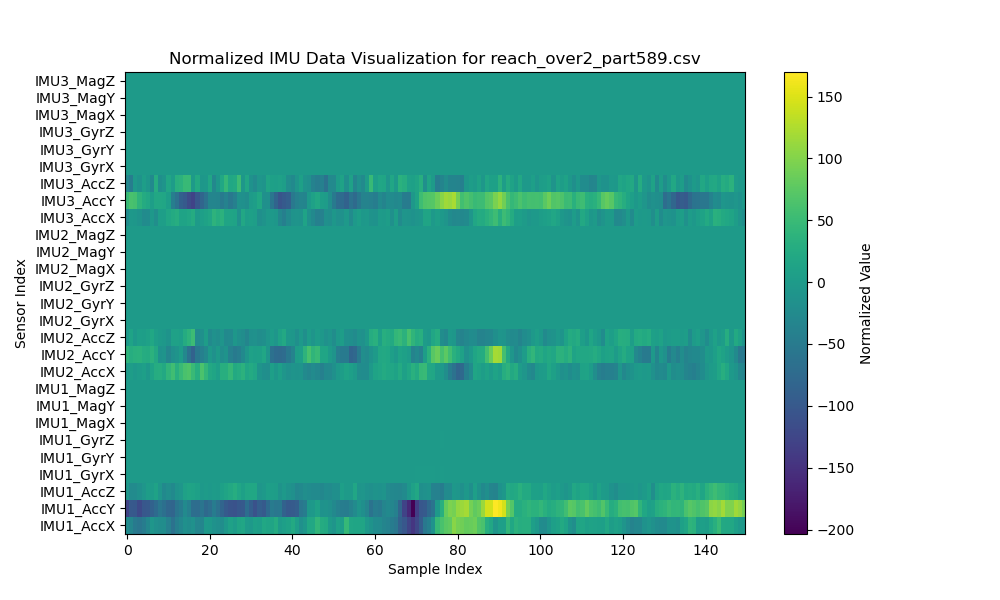 Normalized IMU Data Visualization for reach_over2_part589.csv
IMU3_MagZ
IMU3_MagY
IMU3_MagX
IMU3_GyrZ
IMU3_GyrY
IMU3_GyrX
IMU3_AccZ
IMU3_AccY
IMU3_AccX
IMU2_MagZ
IMU2_MagY
IMU2_MagX
IMU2_GyrZ
IMU2_GyrY
IMU2_GyrX
IMU2_AccZ
IMU2_AccY
IMU2_AccX
IMU1_MagZ
IMU1_MagY
IMU1_MagX
IMU1_GyrZ
IMU1_GyrY
IMU1_GyrX
IMU1_AccZ
IMU1_AccY
IMU1_AccX
Sensor Index
0 20 40 60 80 100 120 140
Sample Index
150
100
50
0
−50
−100
−150
−200
Normalized Value